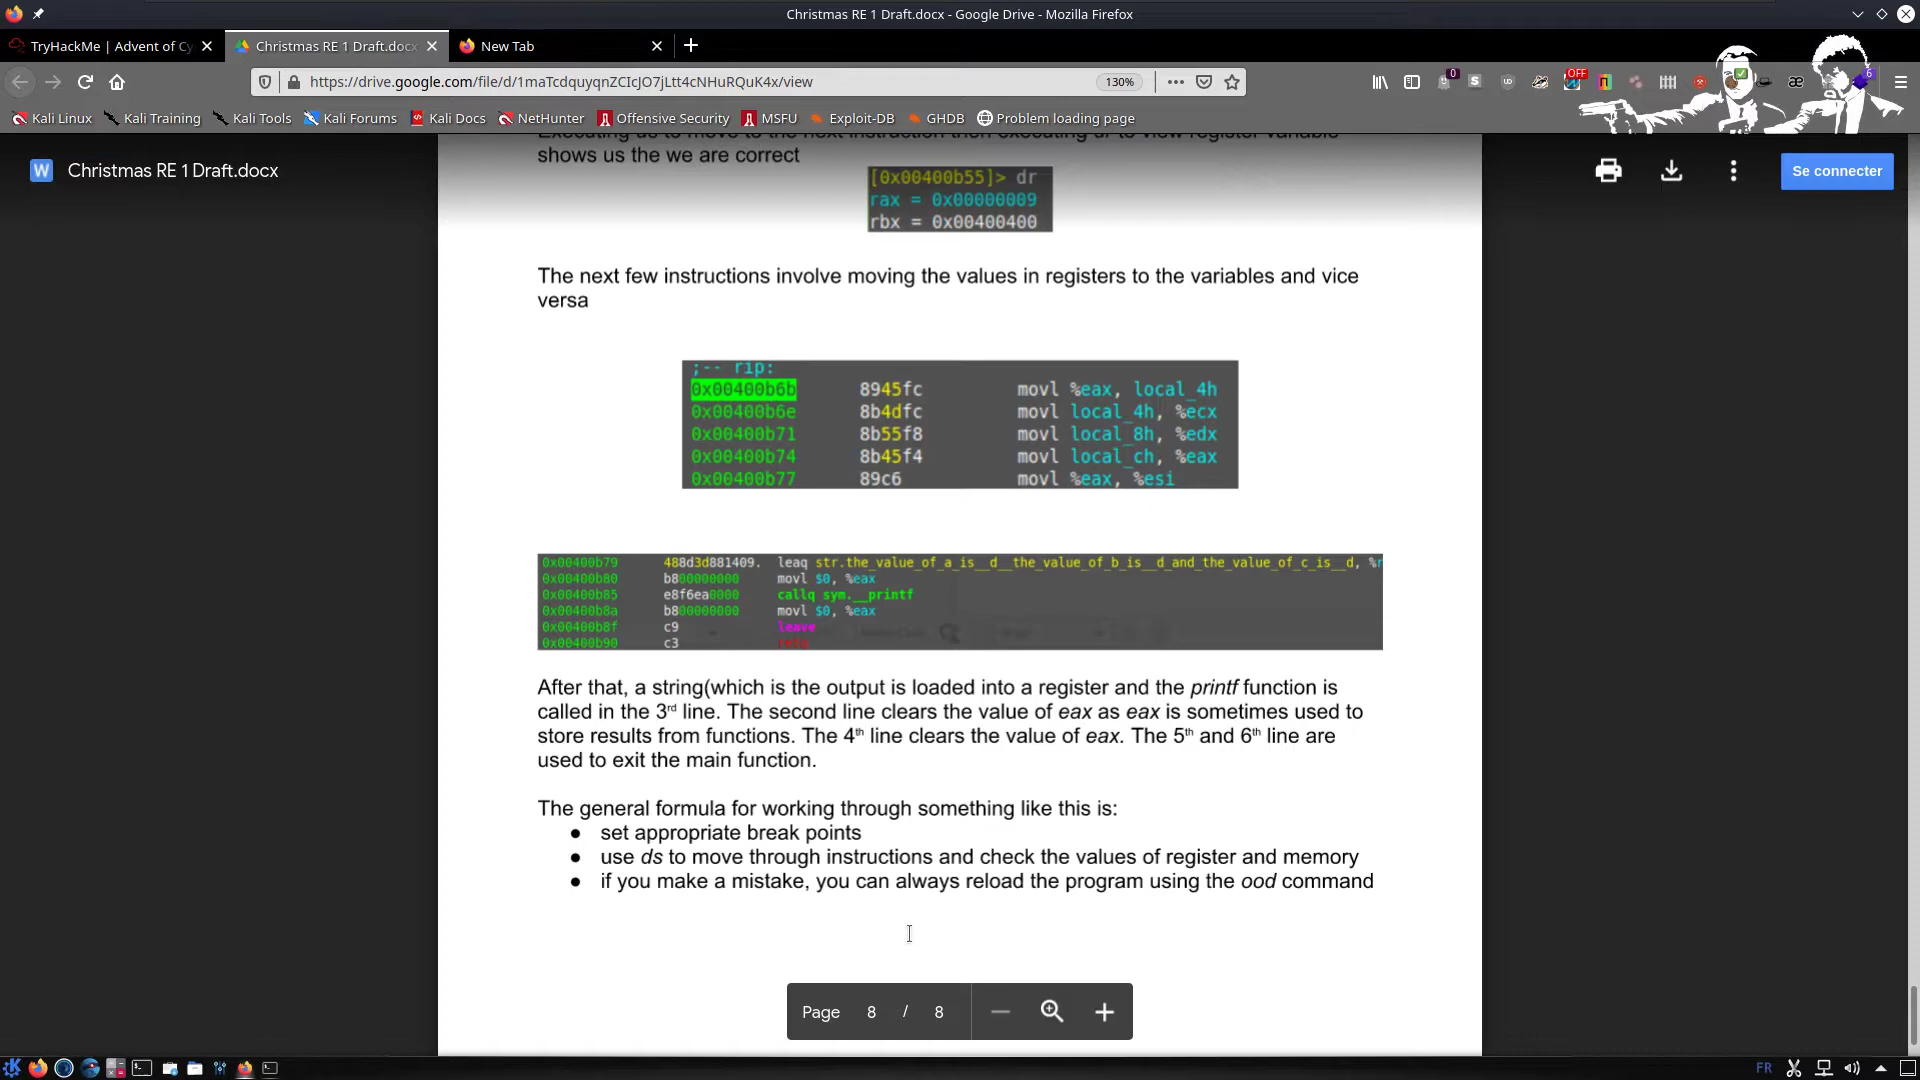 Christmas RE 1 Draft.docx - Google Drive - Mozilla Firefox
TryHackMe | Advent of Cy
Christmas RE 1 Draft.docx
New Tab
https://drive.google.com/file/d/1maTcdquyqnZCIcJO7jLtt4cNHuRQuK4x/view
130%
0
OFF
6
Kali Linux
Kali Training
Kali Tools
Kali Forums
Kali Docs
NetHunter
Offensive Security
MSFU
Exploit-DB
GHDB
Problem loading page
Christmas RE 1 Draft.docx
Se connecter
shows us the we are correct
[0x00400b55]> dr
rax = 0x00000009
rbx = 0x00400400
The next few instructions involve moving the values in registers to the variables and vice
versa
;-- rip:
0x00400b6b 8945fc movl %eax, local_4h
0x00400b6e 8b4dfc movl local_4h, %ecx
0x00400b71 8b55f8 movl local_8h, %edx
0x00400b74 8b45f4 movl local_ch, %eax
0x00400b77 89c6 movl %eax, %esi
0x00400b79 488d3d881409. leaq str.the_value_of_a_is__d__the_value_of_b_is__d_and_the_value_of_c_is__d, %r
0x00400b80 b800000000 movl $0, %eax
0x00400b85 e8f6ea0000 callq sym.__printf
0x00400b8a b800000000 movl $0, %eax
0x00400b8f c9 leave
0x00400b90 c3 retq
After that, a string(which is the output is loaded into a register and the printf function is
called in the 3rd line. The second line clears the value of eax as eax is sometimes used to
store results from functions. The 4th line clears the value of eax. The 5th and 6th line are
used to exit the main function.
The general formula for working through something like this is:
● set appropriate break points
● use ds to move through instructions and check the values of register and memory
● if you make a mistake, you can always reload the program using the ood command
Page 8 / 8
FR